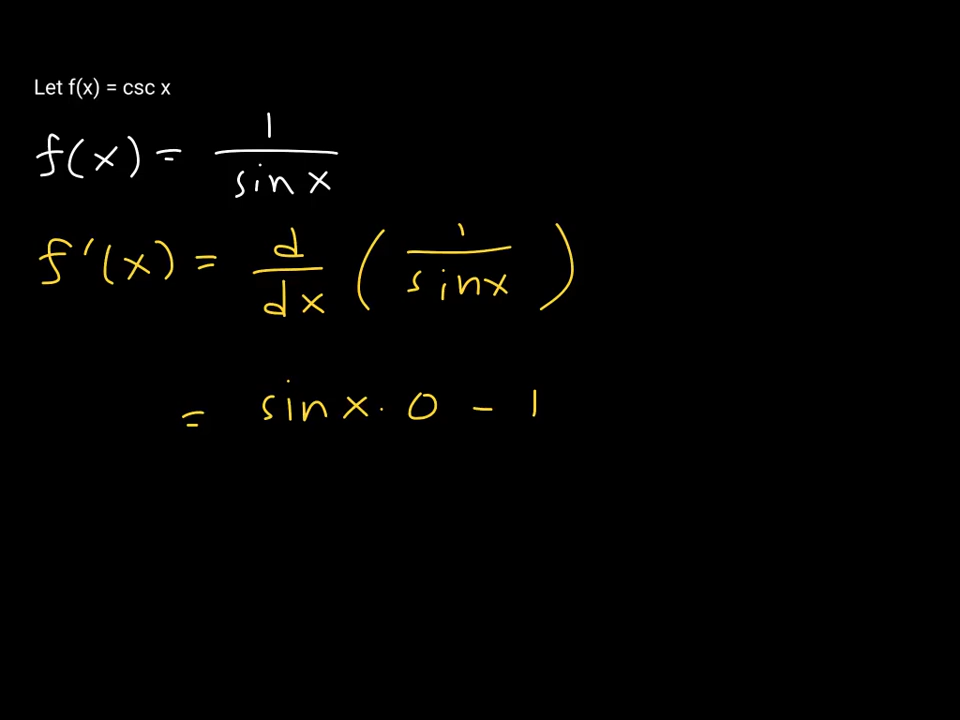 Let f(x) = csc x
f(x) = 1 / sin x
f'(x) = d/dx ( 1 / sinx )
= sin x · 0 - 1